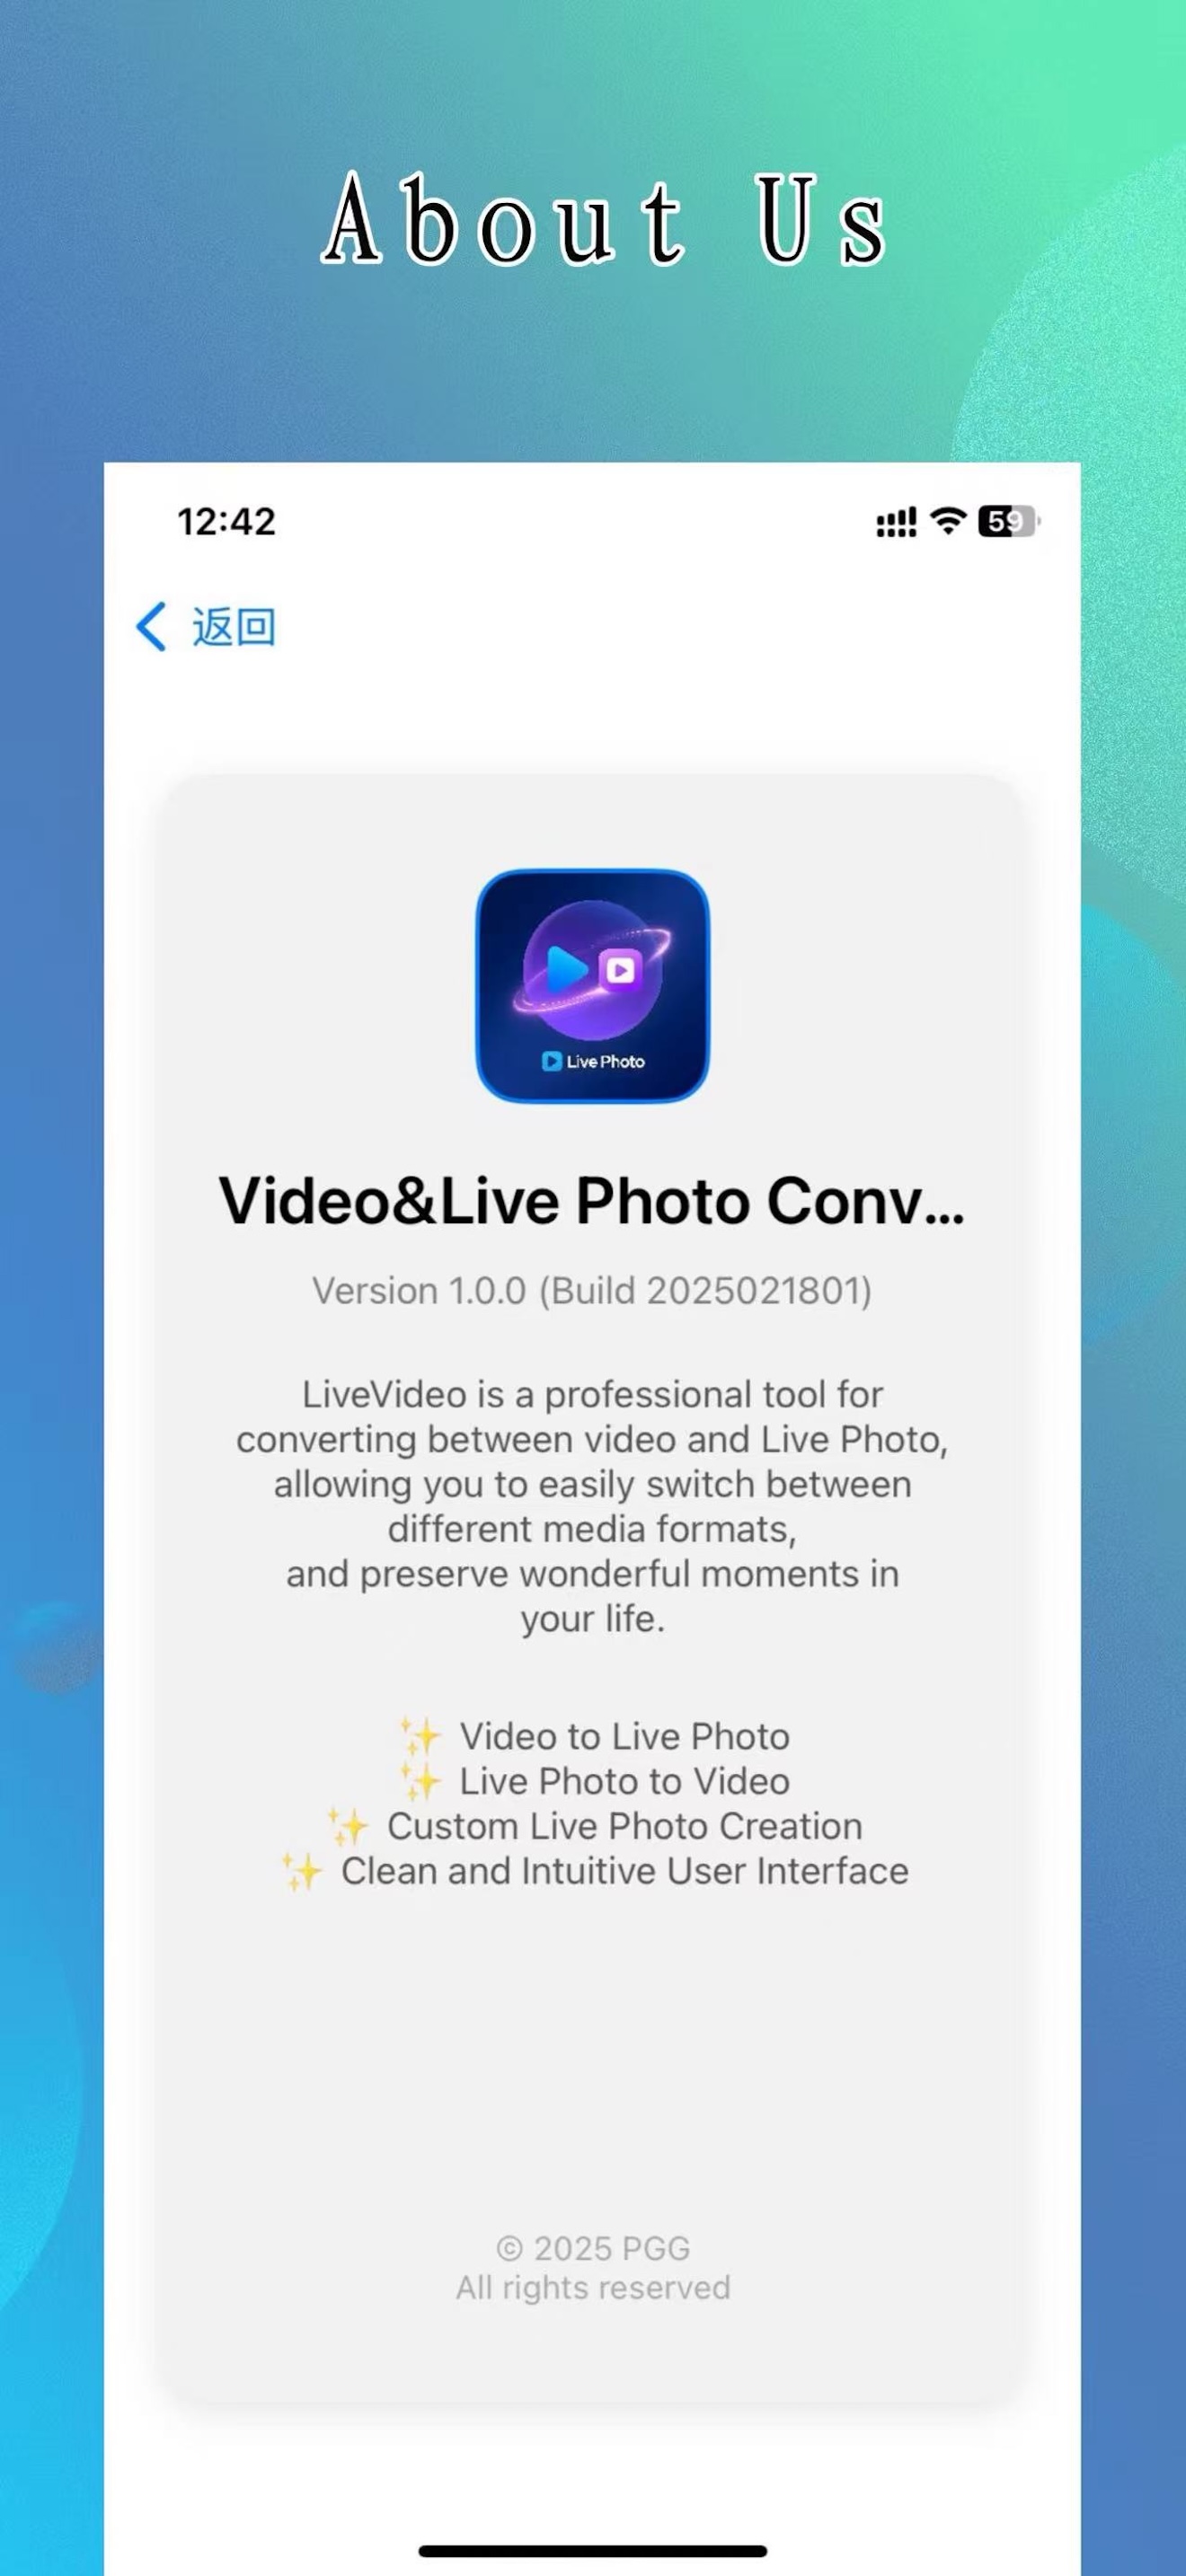 About Us
12:42
59
返回
Live Photo
Video&Live Photo Conv...
Version 1.0.0 (Build 2025021801)
LiveVideo is a professional tool for
converting between video and Live Photo,
allowing you to easily switch between
different media formats,
and preserve wonderful moments in
your life.
✨ Video to Live Photo
✨ Live Photo to Video
✨ Custom Live Photo Creation
✨ Clean and Intuitive User Interface
© 2025 PGG
All rights reserved